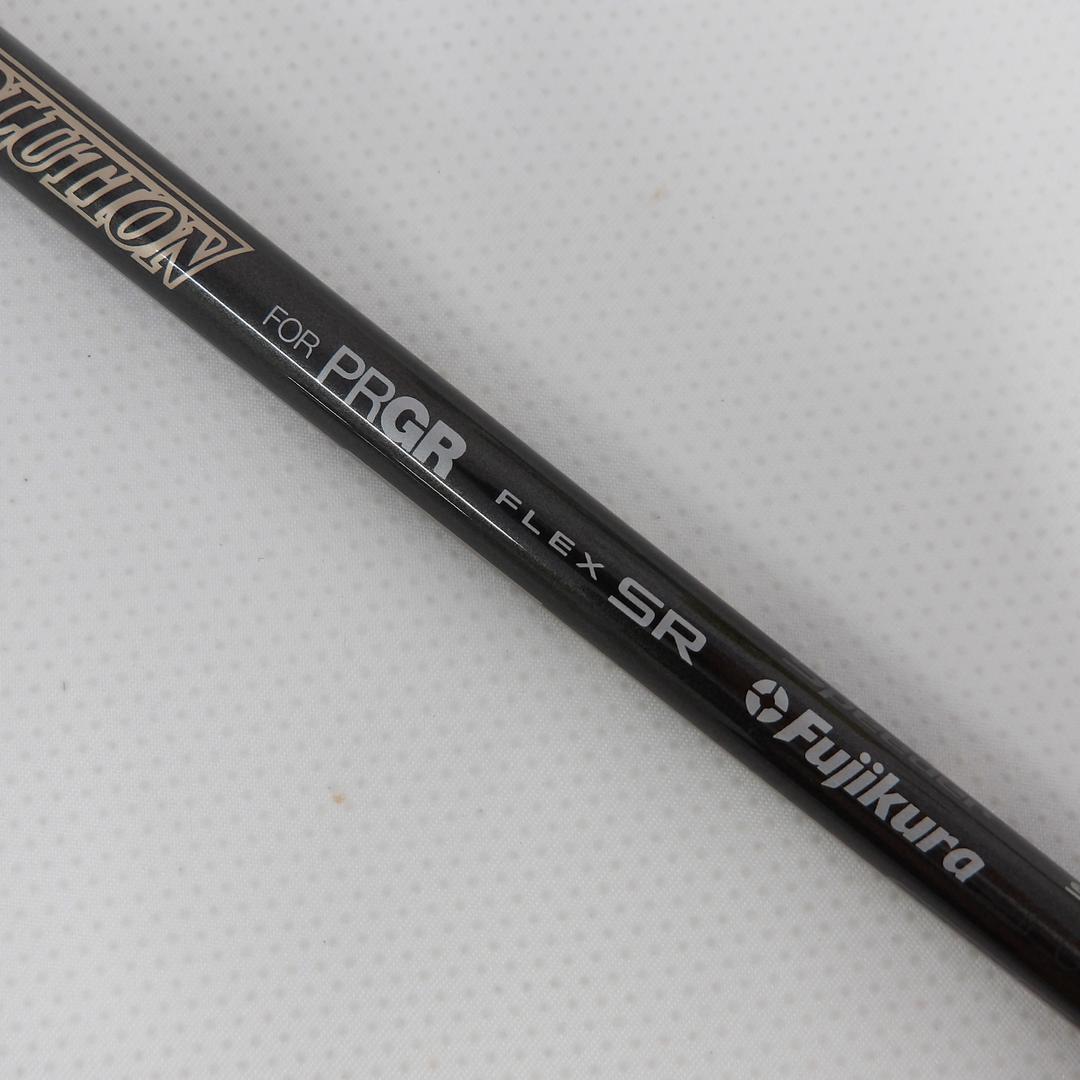 LUTION
FOR PRGR
FLEX SR
Fujikura